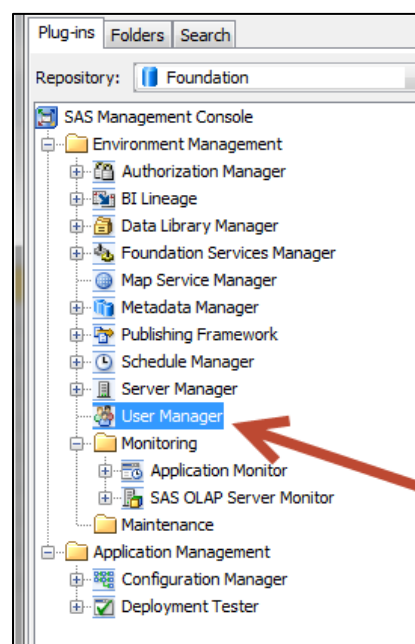 Plug-ins Folders Search
Repository: Foundation
SAS Management Console
Environment Management
Authorization Manager
BI Lineage
Data Library Manager
Foundation Services Manager
Map Service Manager
Metadata Manager
Publishing Framework
Schedule Manager
Server Manager
User Manager
Monitoring
Application Monitor
SAS OLAP Server Monitor
Maintenance
Application Management
Configuration Manager
Deployment Tester